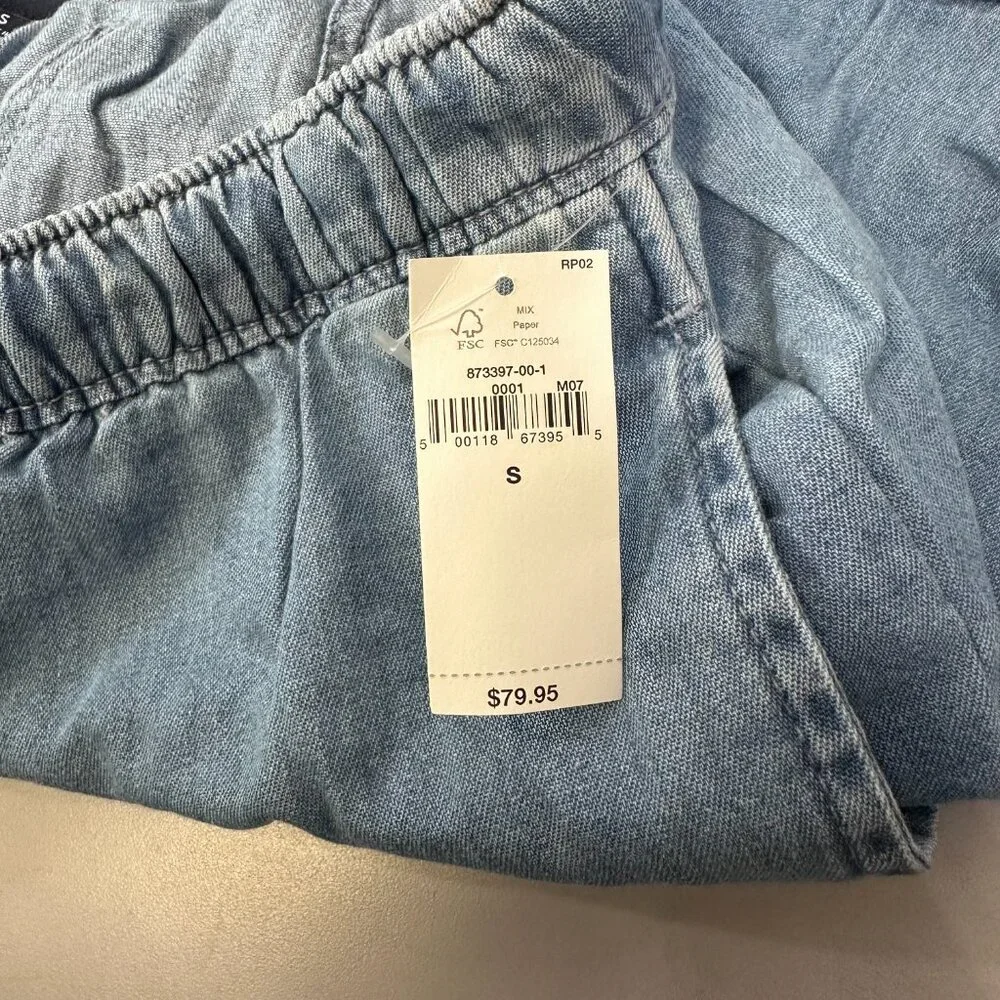 S
RP02
MIX
Paper
FSC
FSC® C125034
873397-00-1
0001 M07
5 00118 67395 5
S
$79.95